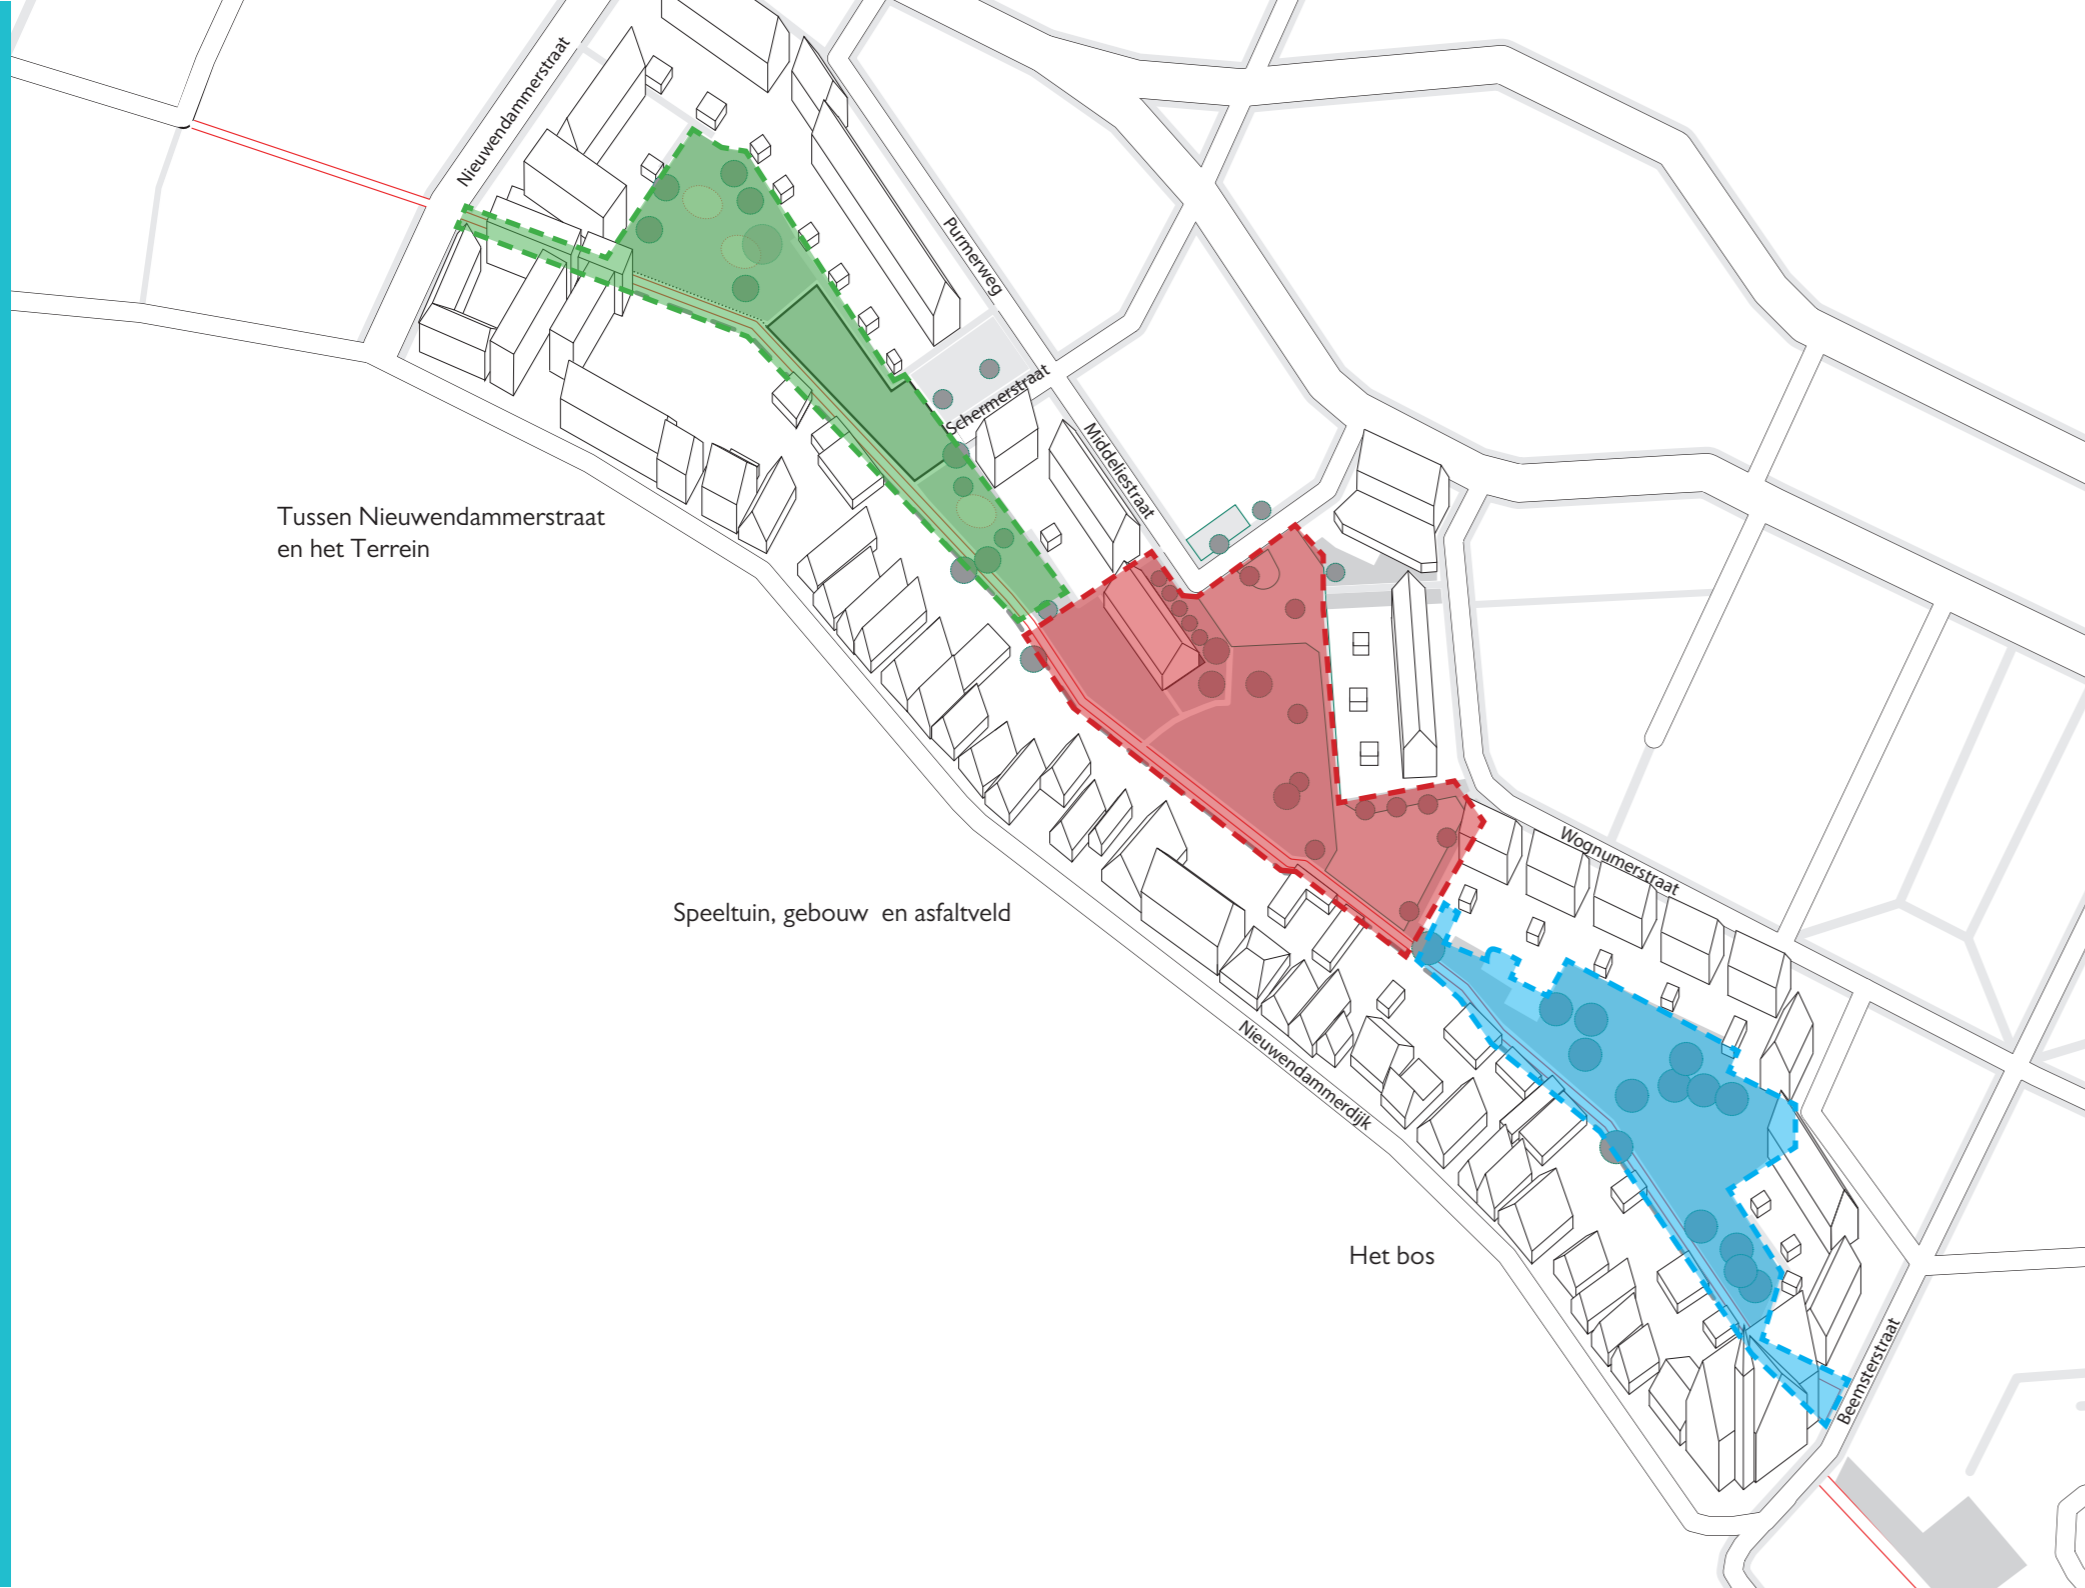 Nieuwendammerstraat
Purmerweg
Schermerstraat
Middeliestraat
Tussen Nieuwendammerstraat
en het Terrein
Speeltuin, gebouw en asfaltveld
Wognumerstraat
Nieuwendammerdijk
Het bos
Beemsterstraat